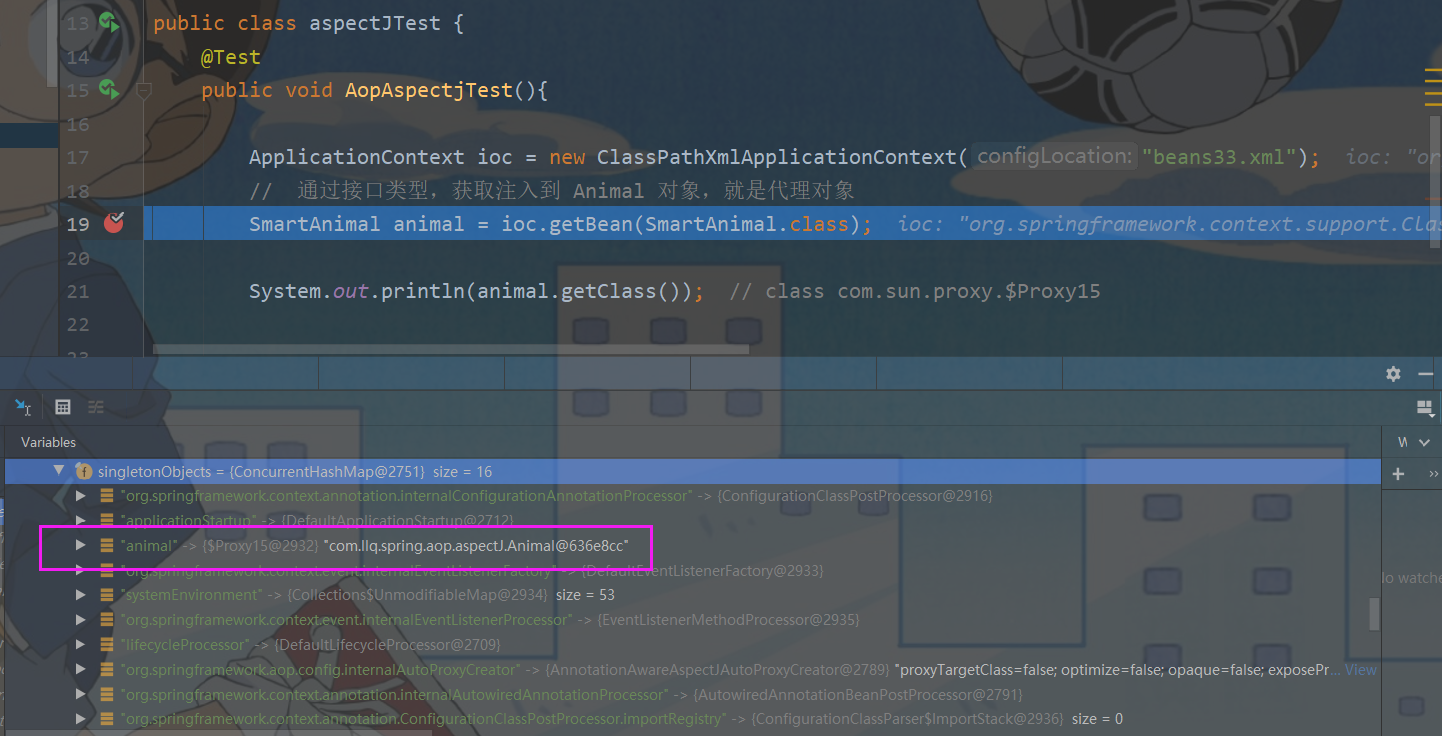 13 public class aspectJTest {
14 @Test
15 public void AopAspectjTest(){
16
17 ApplicationContext ioc = new ClassPathXmlApplicationContext( configLocation: "beans33.xml"); ioc: "or
18 // 通过接口类型，获取注入到 Animal 对象，就是代理对象
19 SmartAnimal animal = ioc.getBean(SmartAnimal.class); ioc: "org.springframework.context.support.Clas
20
21 System.out.println(animal.getClass()); // class com.sun.proxy.$Proxy15
22
23
Variables
singletonObjects = {ConcurrentHashMap@2751} size = 16
"org.springframework.context.annotation.internalConfigurationAnnotationProcessor" -> {ConfigurationClassPostProcessor@2916}
"applicationStartup" -> {DefaultApplicationStartup@2712}
"animal" -> {$Proxy15@2932} "com.llq.spring.aop.aspectJ.Animal@636e8cc"
"org.springframework.context.event.internalEventListenerFactory" -> {DefaultEventListenerFactory@2933}
"systemEnvironment" -> {Collections$UnmodifiableMap@2934} size = 53
"org.springframework.context.event.internalEventListenerProcessor" -> {EventListenerMethodProcessor@2935}
"lifecycleProcessor" -> {DefaultLifecycleProcessor@2709}
"org.springframework.aop.config.internalAutoProxyCreator" -> {AnnotationAwareAspectJAutoProxyCreator@2789} "proxyTargetClass=false; optimize=false; opaque=false; exposePr... View
"org.springframework.context.annotation.internalAutowiredAnnotationProcessor" -> {AutowiredAnnotationBeanPostProcessor@2791}
"org.springframework.context.annotation.ConfigurationClassPostProcessor.importRegistry" -> {ConfigurationClassParser$ImportStack@2936} size = 0
W
lo watche